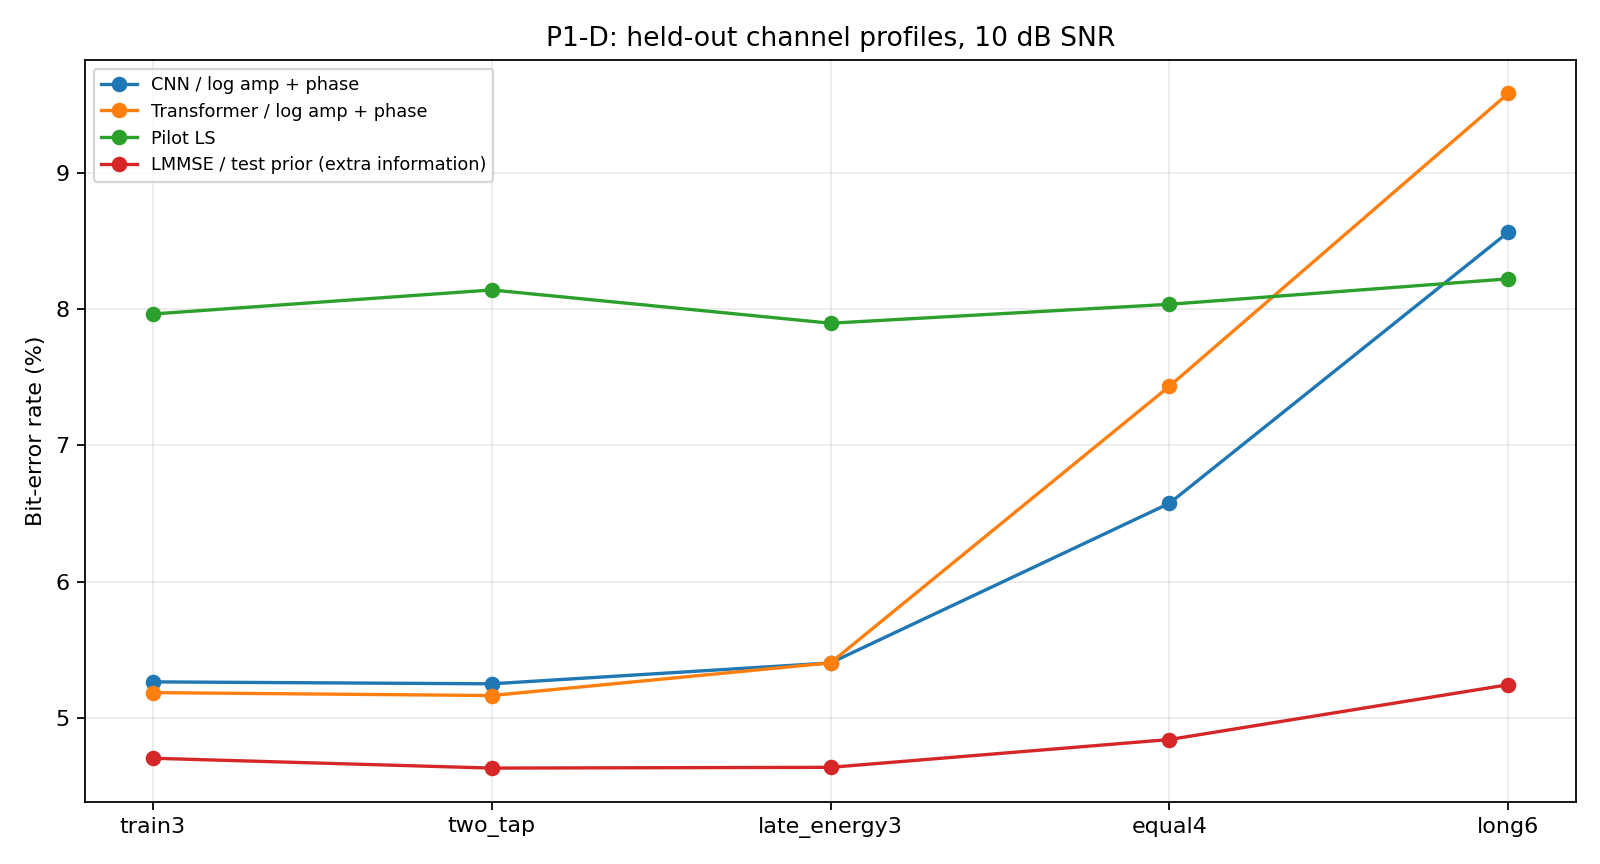 P1-D: held-out channel profiles, 10 dB SNR
CNN / log amp + phase
Transformer / log amp + phase
Pilot LS
LMMSE / test prior (extra information)
Bit-error rate (%)
9
8
7
6
5
train3
two_tap
late_energy3
equal4
long6